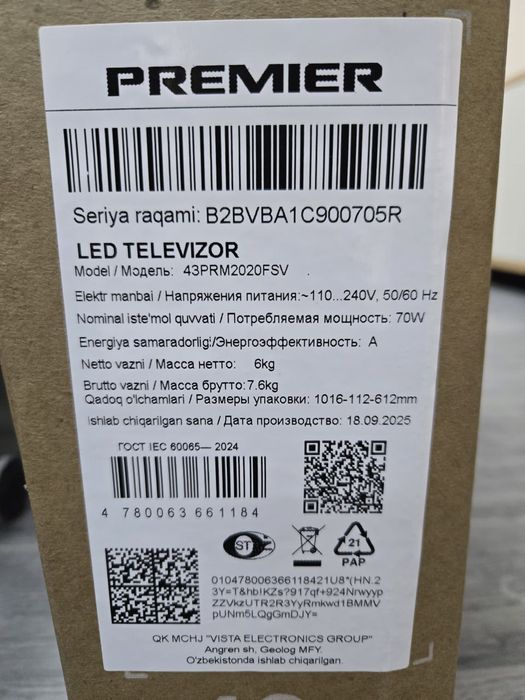 PREMIER
Seriya raqami: B2BVBA1C900705R
LED TELEVIZOR
Model / Модель: 43PRM2020FSV
Elektr manbai / Напряжения питания:~110...240V, 50/60 Hz
Nominal iste'mol quvvati / Потребляемая мощность: 70W
Energiya samaradorligi:/Энергоэффективность: A
Netto vazni / Масса нетто: 6kg
Brutto vazni / Масса брутто:7.6kg
Qadoq o'lchamlari / Размеры упаковки: 1016-112-612mm
ishlab chiqarilgan sana / Дата производство: 18.09.2025
ГОСТ IEC 60065— 2024
4 780063 661184
ST
21
PAP
0104780063661184 21U8*(HN.2
3Y=T&hb!KZs?917qf+924Nrwyyp
ZZVkzUTR2R3YyRmkwd1BMMV
pUNm5LQgGmDJY=
QK MCHJ "VISTA ELECTRONICS GROUP"
Angren sh, Geolog MFY.
O'zbekistonda ishlab chiqarilgan.